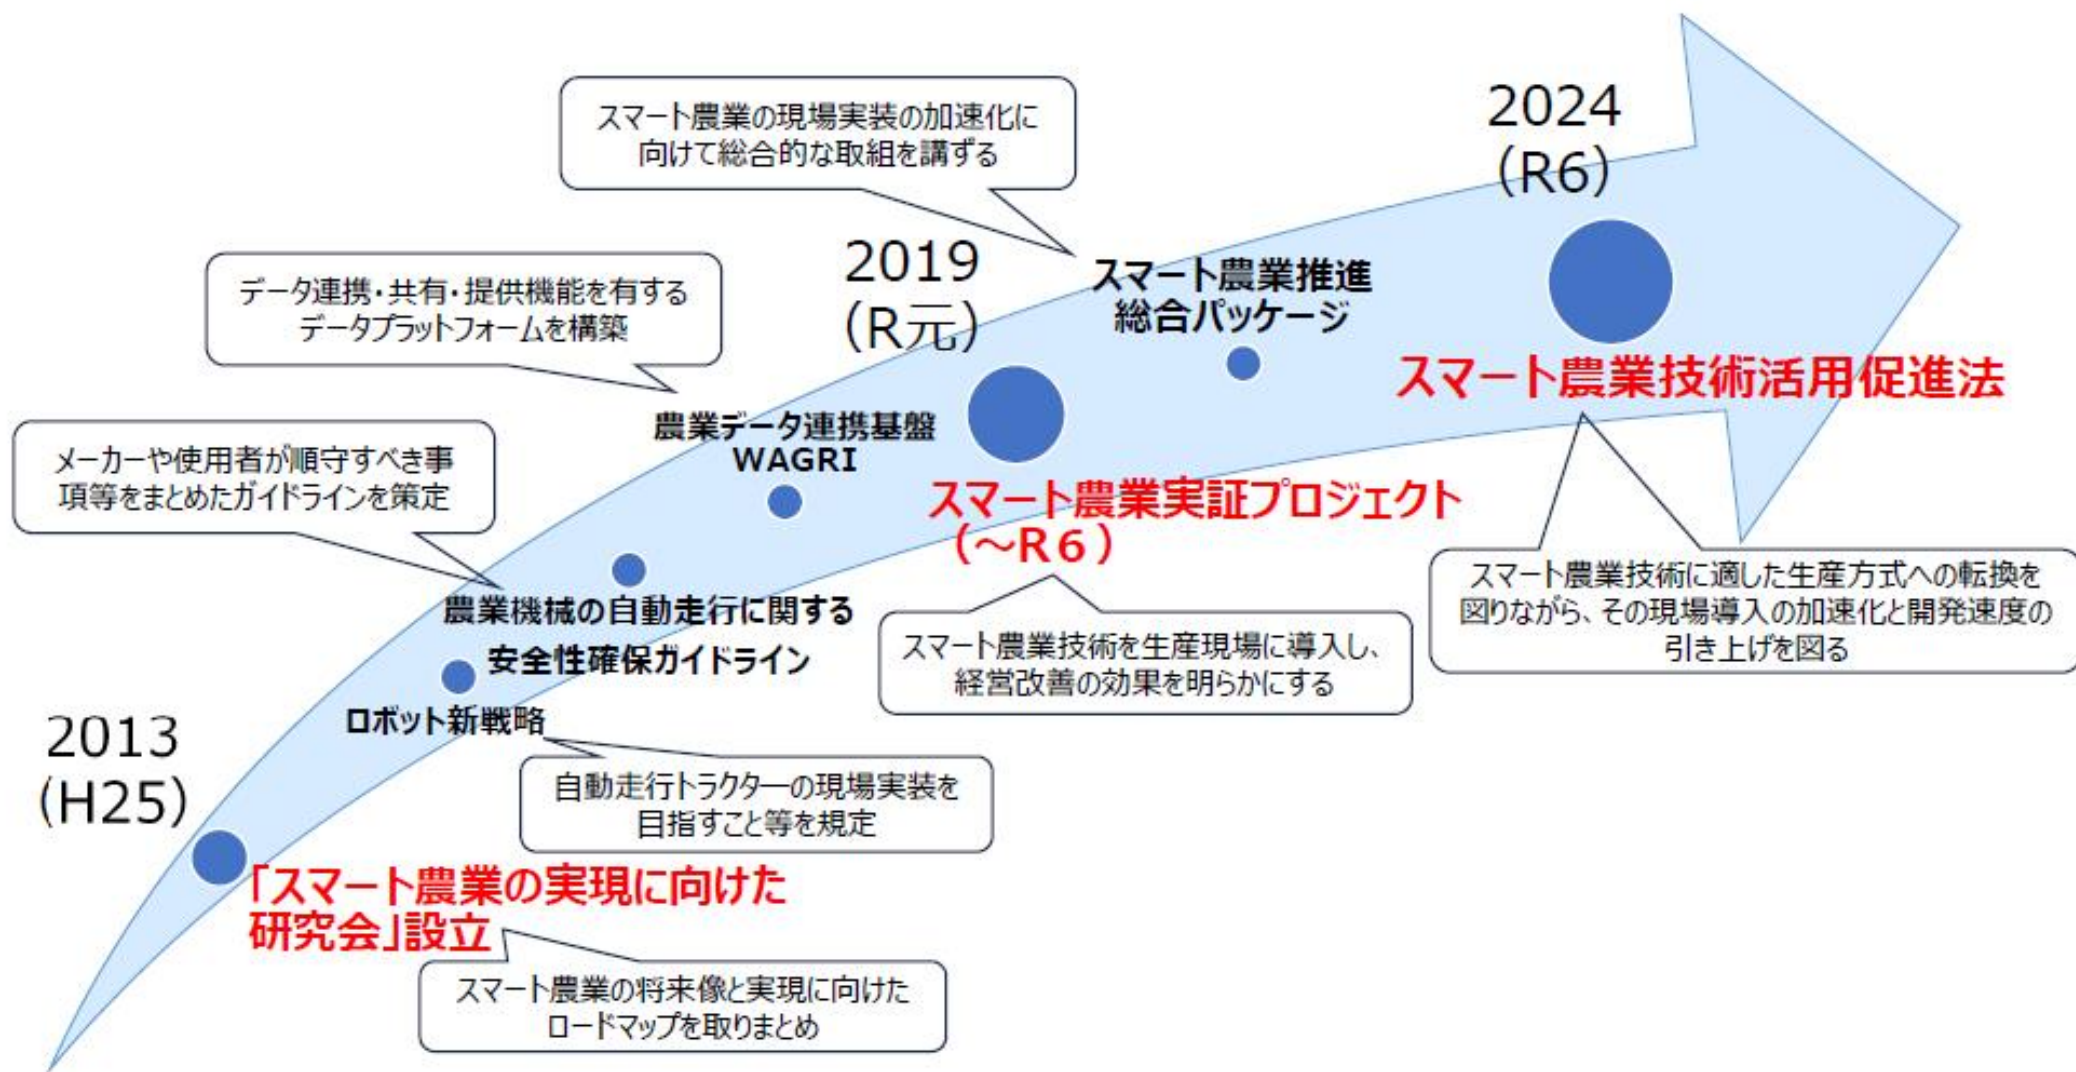 スマート農業の現場実装の加速化に
向けて総合的な取組を講ずる
2024
(R6)
データ連携・共有・提供機能を有する
データプラットフォームを構築
2019
(R元)
スマート農業推進
総合パッケージ
スマート農業技術活用促進法
メーカーや使用者が順守すべき事
項等をまとめたガイドラインを策定
農業データ連携基盤
WAGRI
スマート農業実証プロジェクト
(～R6)
農業機械の自動走行に関する
安全性確保ガイドライン
スマート農業技術を生産現場に導入し、
経営改善の効果を明らかにする
スマート農業技術に適した生産方式への転換を
図りながら、その現場導入の加速化と開発速度の
引き上げを図る
ロボット新戦略
2013
(H25)
自動走行トラクターの現場実装を
目指すこと等を規定
「スマート農業の実現に向けた
研究会」設立
スマート農業の将来像と実現に向けた
ロードマップを取りまとめ